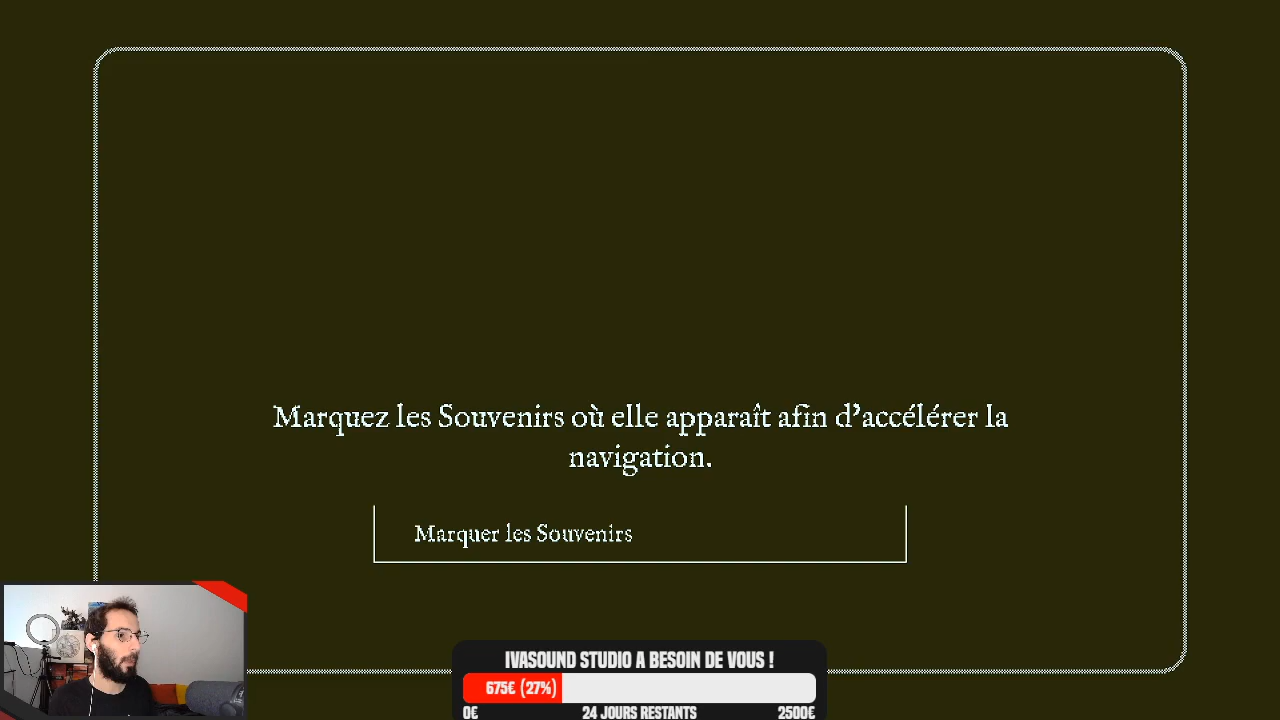 Marquez les Souvenirs où elle apparaît afin d'accélérer la
navigation.
Marquer les Souvenirs
IVASOUND STUDIO A BESOIN DE VOUS !
675€ (27%)
0€ 24 JOURS RESTANTS 2500€